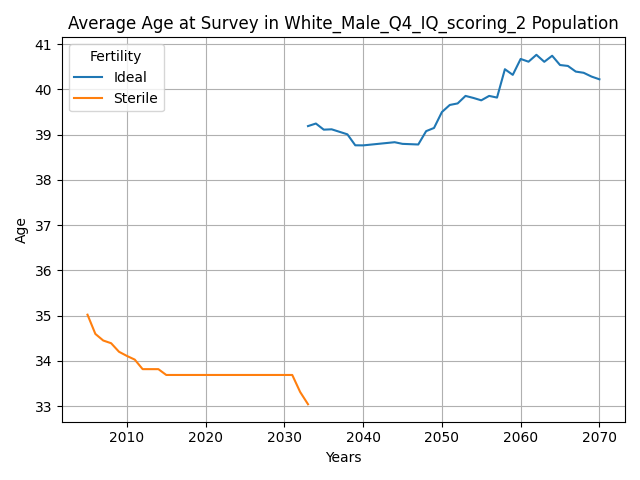 Average Age at Survey in White_Male_Q4_IQ_scoring_2 Population
Fertility
Ideal
Sterile
41
40
39
38
37
36
35
34
33
Age
2010 2020 2030 2040 2050 2060 2070
Years